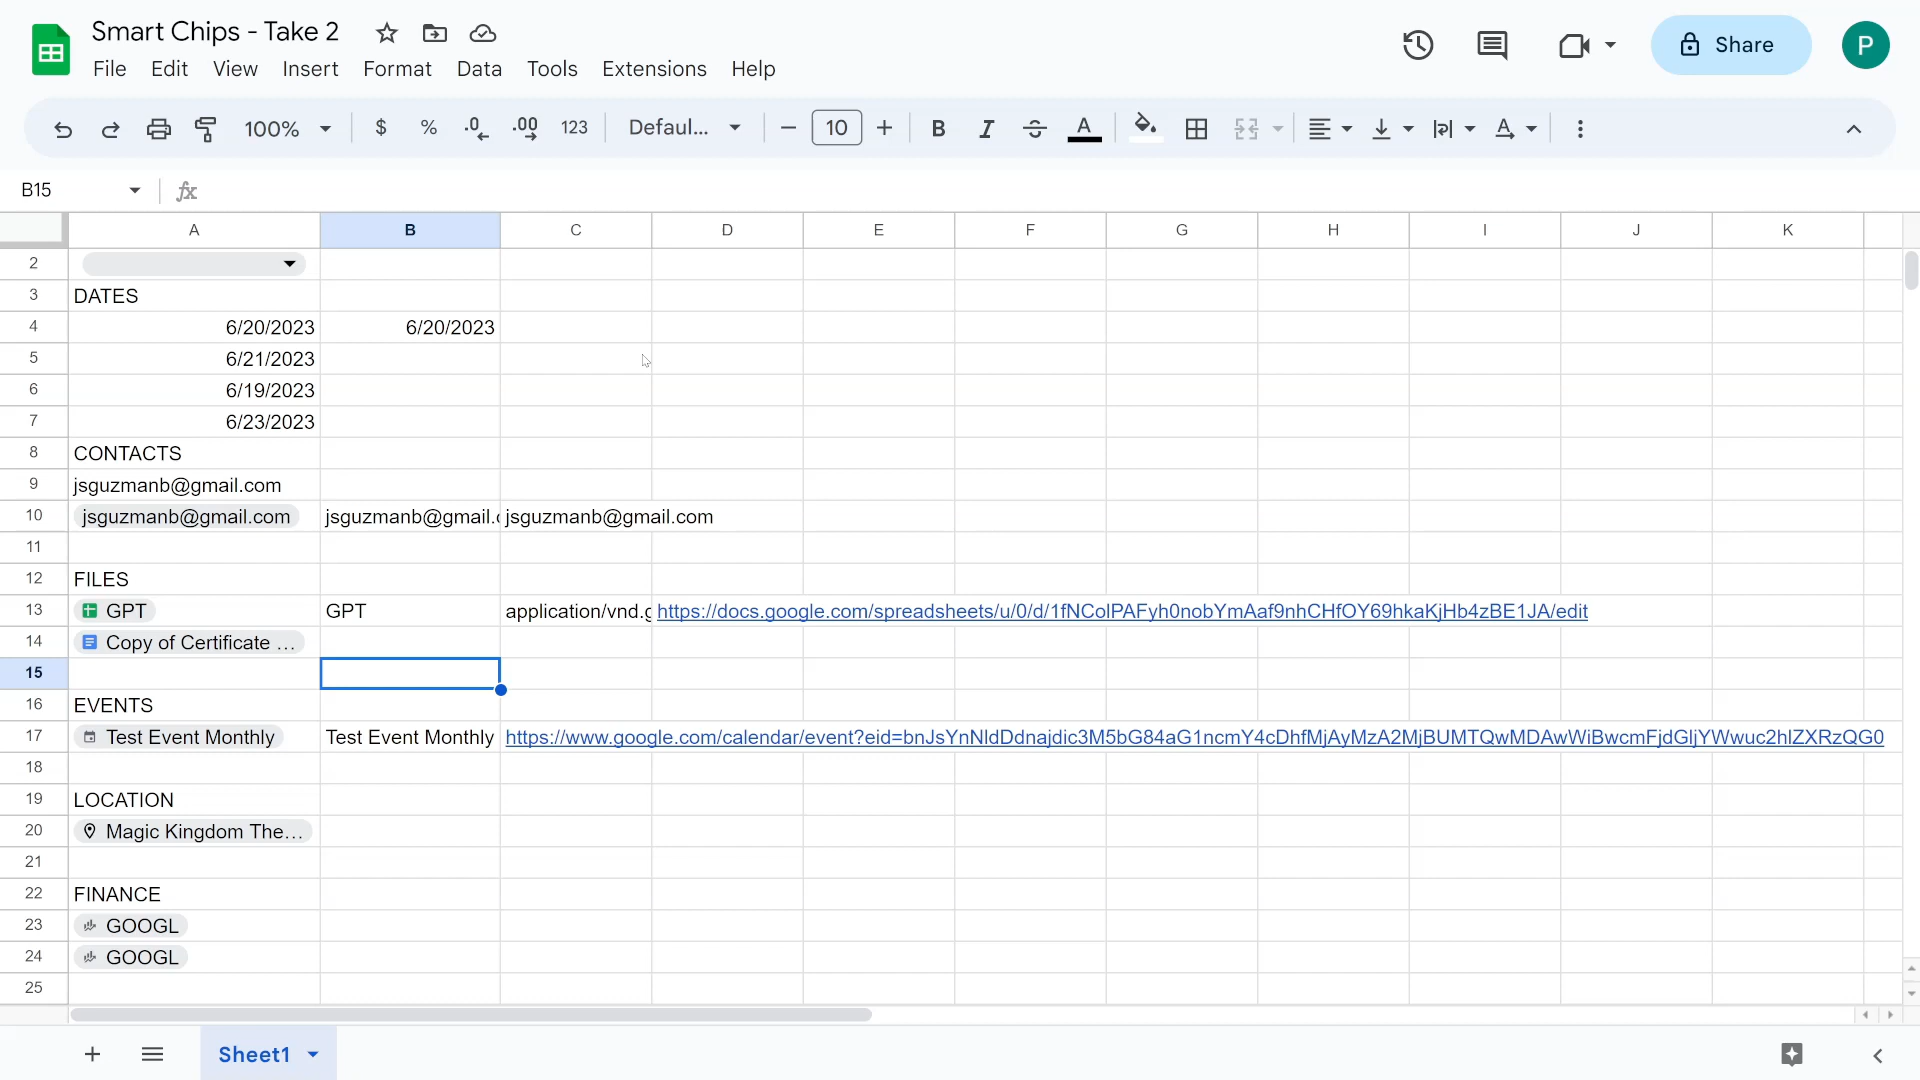 Smart Chips - Take 2
Share
P
File Edit View Insert Format Data Tools Extensions Help
100% $ % .0 .00 123 Defaul... 10 B I S A A
B15 fx
A B C D E F G H I J K
2
3 DATES
4 6/20/2023 6/20/2023
5 6/21/2023
6 6/19/2023
7 6/23/2023
8 CONTACTS
9 jsguzmanb@gmail.com
10 jsguzmanb@gmail.com jsguzmanb@gmail. jsguzmanb@gmail.com
11
12 FILES
13 GPT GPT application/vnd.g https://docs.google.com/spreadsheets/u/0/d/1fNColPAFyh0nobYmAaf9nhCHfOY69hkaKjHb4zBE1JA/edit
14 Copy of Certificate ...
15
16 EVENTS
17 Test Event Monthly Test Event Monthly https://www.google.com/calendar/event?eid=bnJsYnNldDdnajdic3M5bG84aG1ncmY4cDhfMjAyMzA2MjBUMTQwMDAwWiBwcmFjdGljYWwuc2hlZXRzQG0
18
19 LOCATION
20 Magic Kingdom The...
21
22 FINANCE
23 GOOGL
24 GOOGL
25
Sheet1